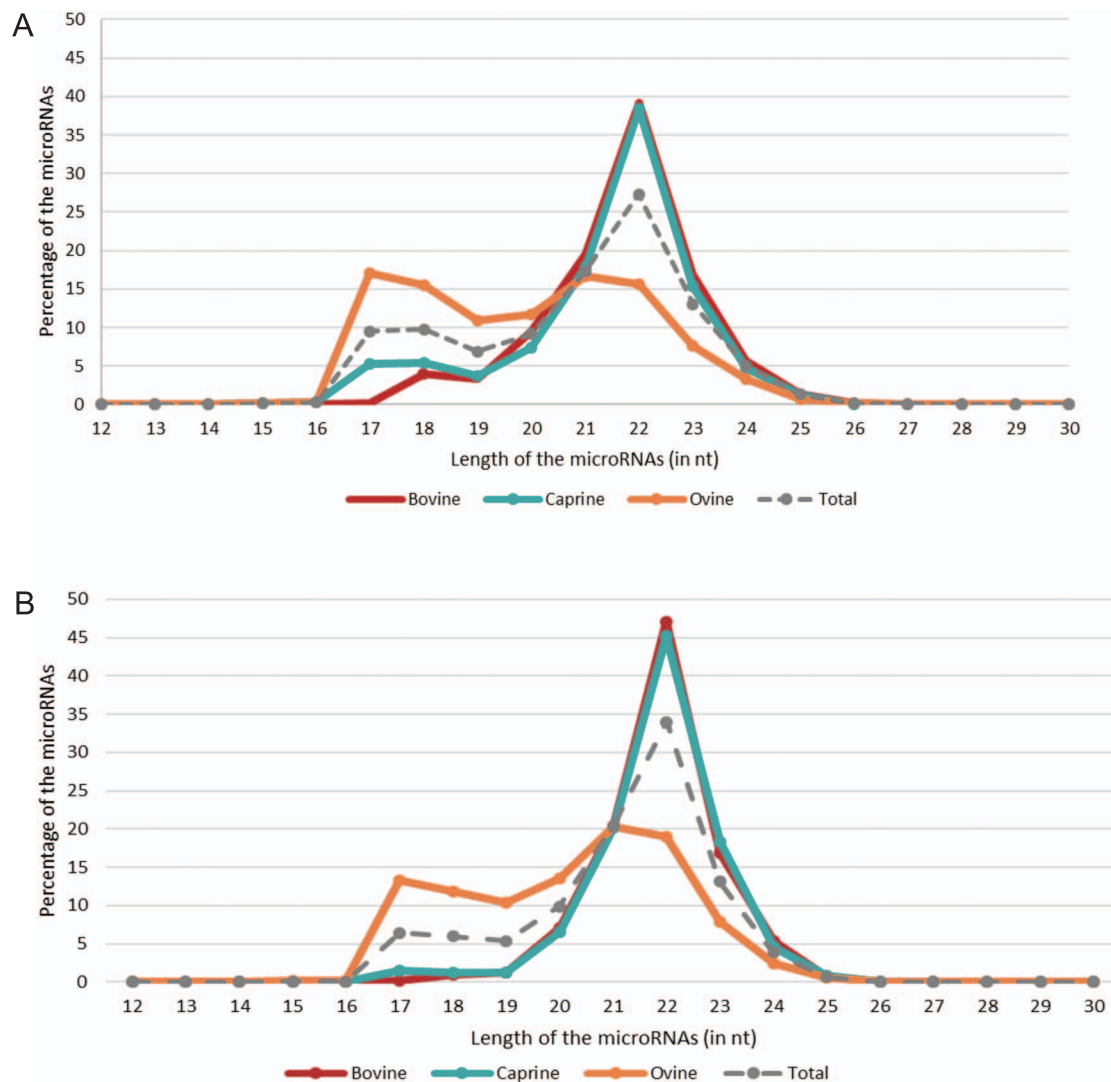 A
Percentage of the microRNAs
50
45
40
35
30
25
20
15
10
5
0
12 13 14 15 16 17 18 19 20 21 22 23 24 25 26 27 28 29 30
Length of the microRNAs (in nt)
Bovine Caprine Ovine Total
B
Percentage of the microRNAs
50
45
40
35
30
25
20
15
10
5
0
12 13 14 15 16 17 18 19 20 21 22 23 24 25 26 27 28 29 30
Length of the microRNAs (in nt)
Bovine Caprine Ovine Total